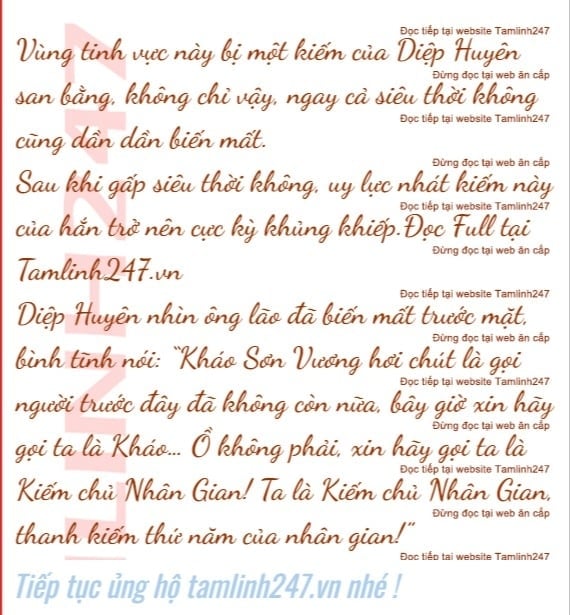 Đọc tiếp tại website Tamlinh247
Vùng tinh vực này bị một kiếm của Diệp Huyên
Đừng đọc tại web ăn cắp
san bằng, không chỉ vậy, ngay cả siêu thời không
Đọc tiếp tại website Tamlinh247
cũng dần dần biến mất.
Đừng đọc tại web ăn cắp
Sau khi gấp siêu thời không, uy lực nhát kiếm này
Đọc tiếp tại website Tamlinh247
của hắn trở nên cực kỳ khủng khiếp.Đọc Full tại
Đừng đọc tại web ăn cắp
Tamlinh247.vn
Đọc tiếp tại website Tamlinh247
Diệp Huyên nhìn ông lão đã biến mất trước mặt,
Đừng đọc tại web ăn cắp
bình tĩnh nói: “Kháo Sơn Vương hơi chút là gọi
Đọc tiếp tại website Tamlinh247
người trước đây đã không còn nữa, bây giờ xin hãy
Đừng đọc tại web ăn cắp
gọi ta là Kháo... Ồ không phải, xin hãy gọi ta là
Đọc tiếp tại website Tamlinh247
Kiếm chủ Nhân Gian! Ta là Kiếm chủ Nhân Gian,
Đừng đọc tại web ăn cắp
thanh kiếm thứ năm của nhân gian!”
Đọc tiếp tại website Tamlinh247
Tiếp tục ủng hộ tamlinh247.vn nhé !
LINH247